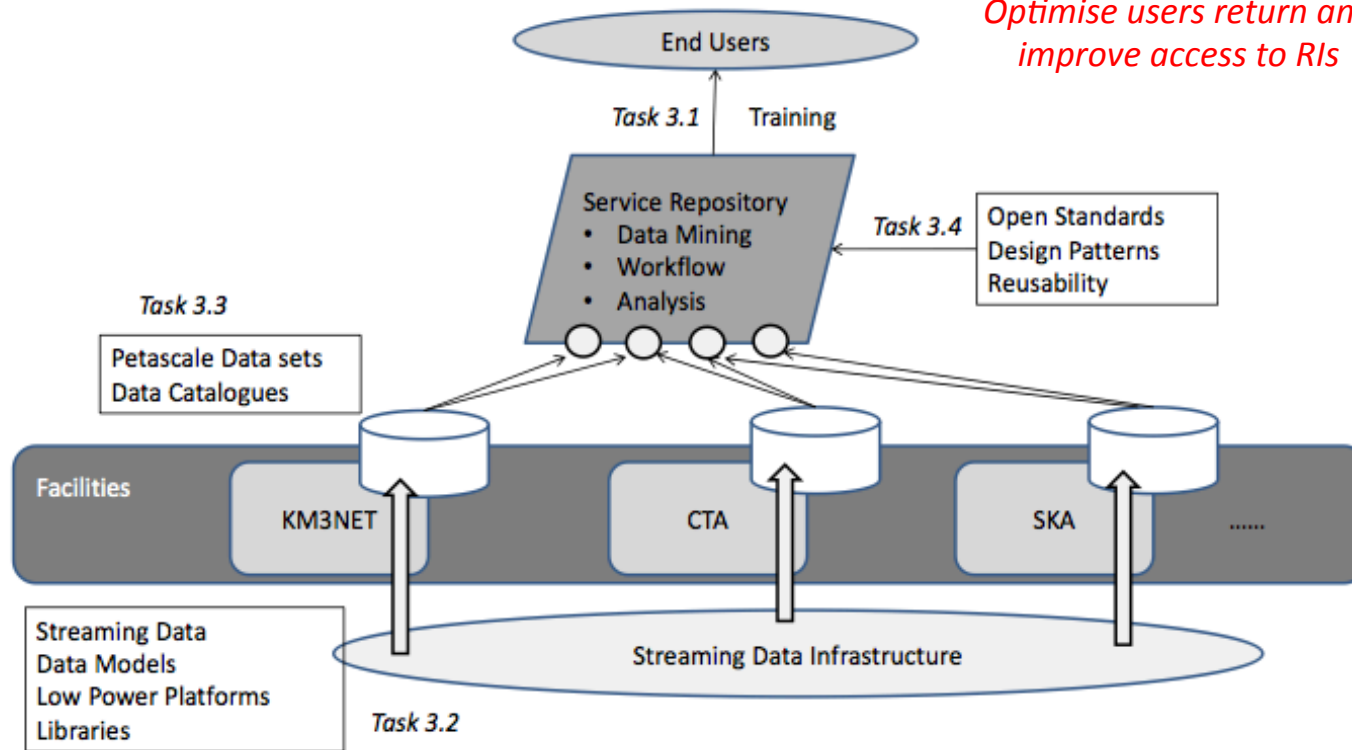 Optimise users return an
improve access to RIs
End Users
Task 3.1
Training
Service Repository
• Data Mining
• Workflow
• Analysis
Task 3.4
Open Standards
Design Patterns
Reusability
Task 3.3
Petascale Data sets
Data Catalogues
Facilities
KM3NET
CTA
SKA
......
Streaming Data
Data Models
Low Power Platforms
Libraries
Streaming Data Infrastructure
Task 3.2